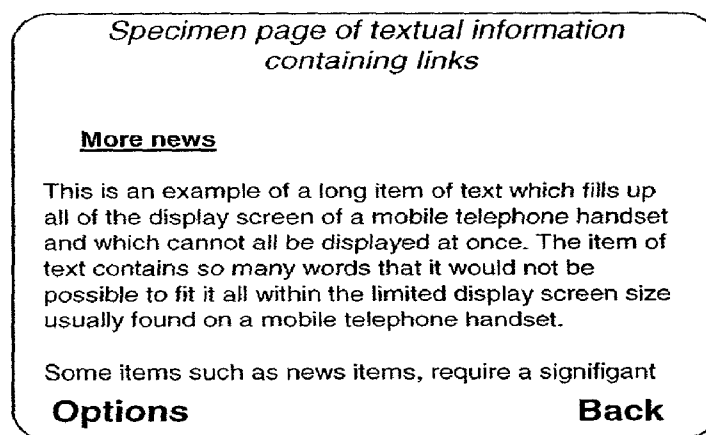 Specimen page of textual information
containing links
More news
This is an example of a long item of text which fills up
all of the display screen of a mobile telephone handset
and which cannot all be displayed at once. The item of
text contains so many words that it would not be
possible to fit it all within the limited display screen size
usually found on a mobile telephone handset.
Some items such as news items, require a signifigant
Options Back